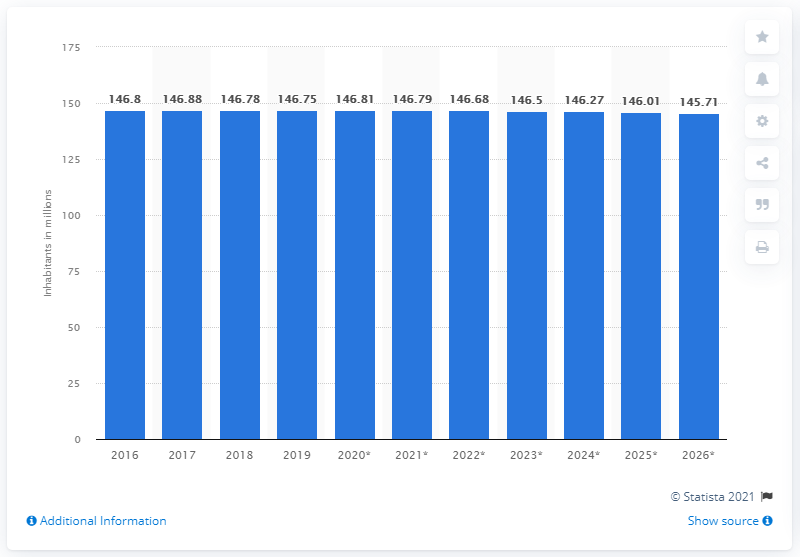 175
150
125
100
75
50
25
0
Inhabitants in millions
146.8 146.88 146.78 146.75 146.81 146.79 146.68 146.5 146.27 146.01 145.71
2016 2017 2018 2019 2020* 2021* 2022* 2023* 2024* 2025* 2026*
© Statista 2021
Additional Information
Show source